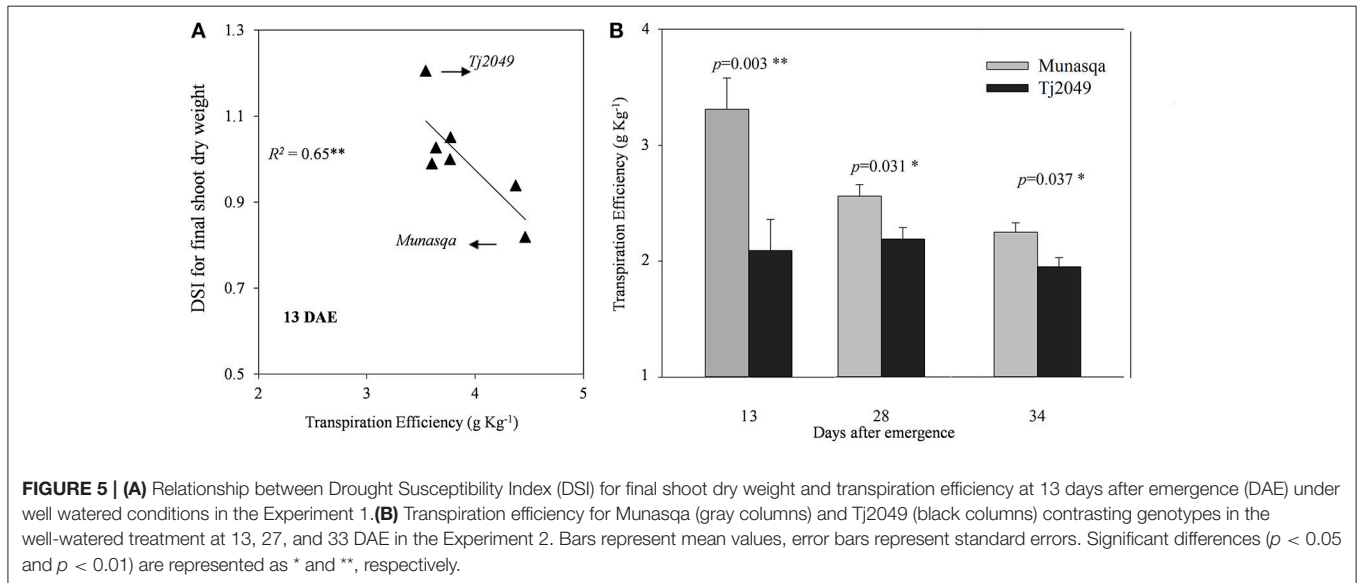 A
1.3
1.1
0.9
0.7
0.5
DSI for final shoot dry weight
Tj2049
R² = 0.65**
Munasqa
13 DAE
2 3 4 5
Transpiration Efficiency (g Kg⁻¹)
B
4
3
2
1
Transpiration Efficiency (g Kg⁻¹)
Munasqa
Tj2049
p=0.003 **
p=0.031 *
p=0.037 *
13 28 34
Days after emergence
FIGURE 5 | (A) Relationship between Drought Susceptibility Index (DSI) for final shoot dry weight and transpiration efficiency at 13 days after emergence (DAE) under
well watered conditions in the Experiment 1.(B) Transpiration efficiency for Munasqa (gray columns) and Tj2049 (black columns) contrasting genotypes in the
well-watered treatment at 13, 27, and 33 DAE in the Experiment 2. Bars represent mean values, error bars represent standard errors. Significant differences (p < 0.05
and p < 0.01) are represented as * and **, respectively.